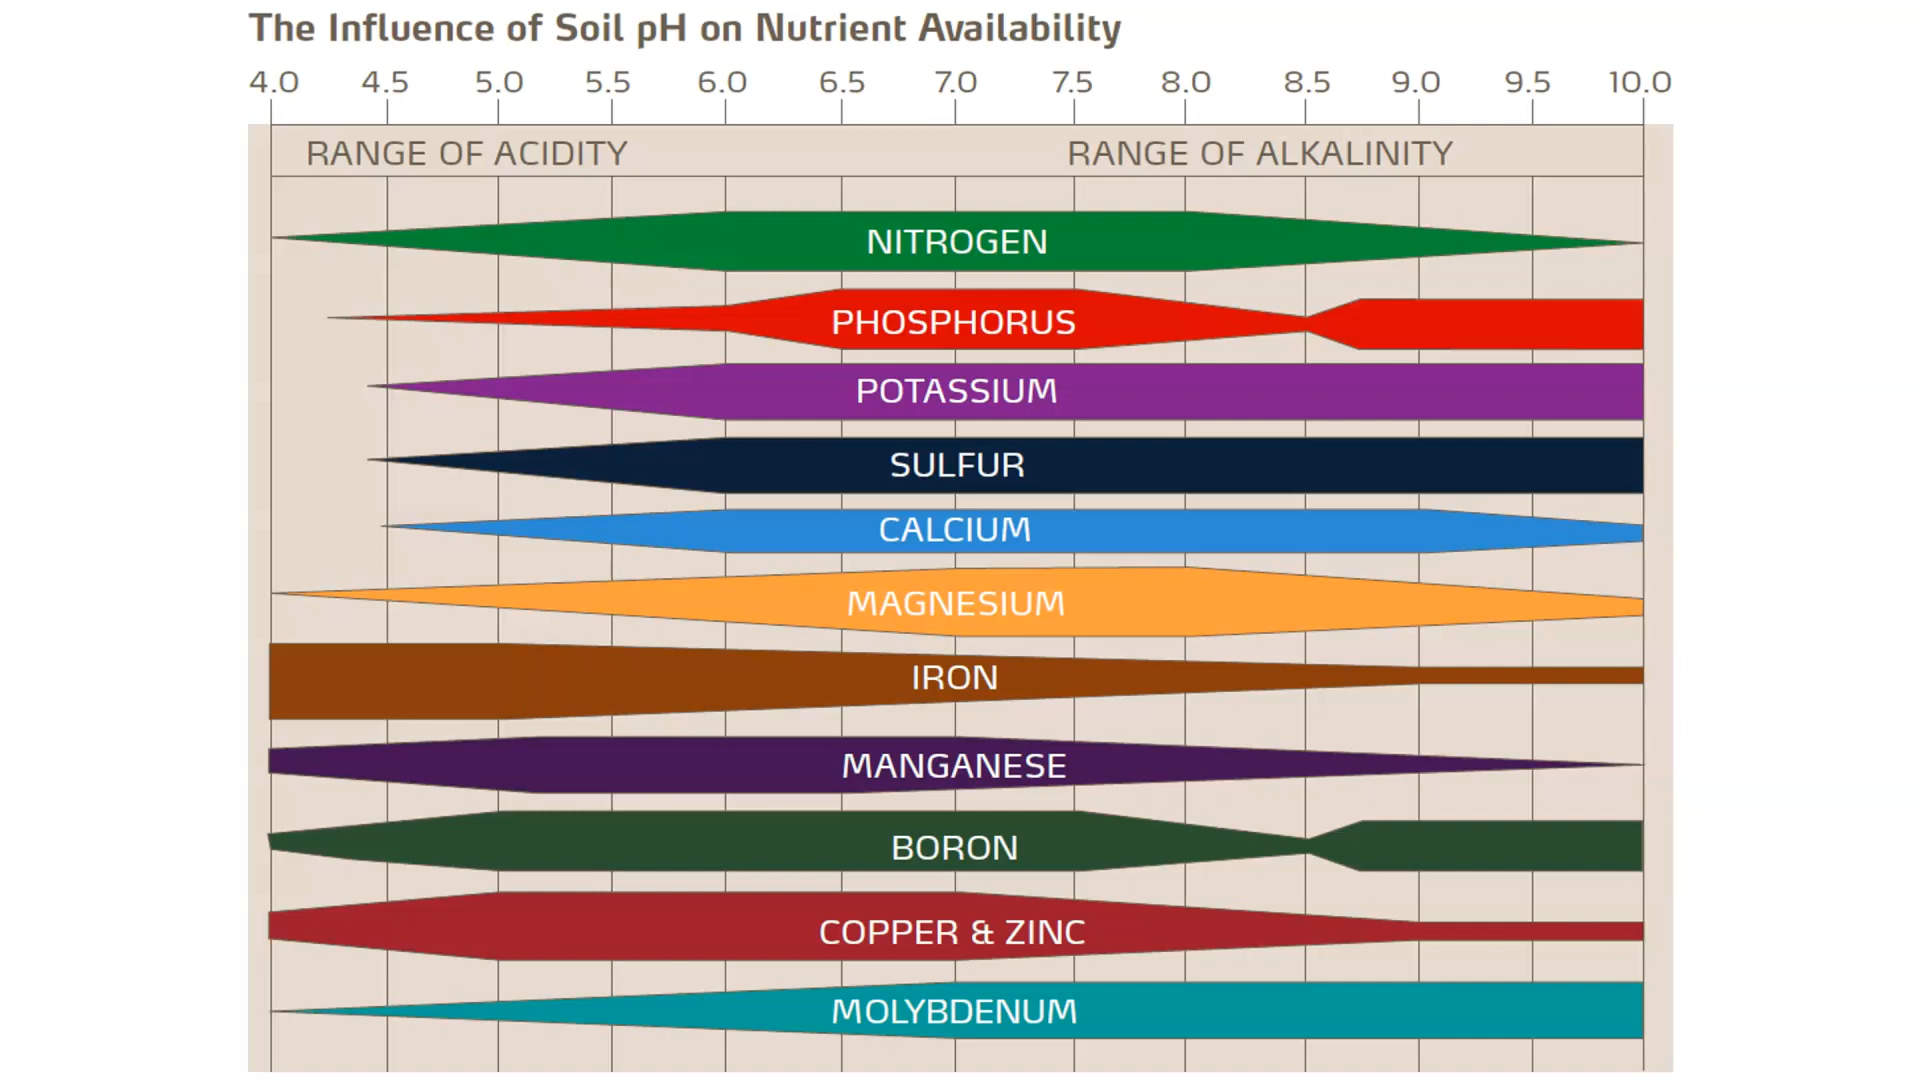 The Influence of Soil pH on Nutrient Availability
4.0 4.5 5.0 5.5 6.0 6.5 7.0 7.5 8.0 8.5 9.0 9.5 10.0
RANGE OF ACIDITY RANGE OF ALKALINITY
NITROGEN
PHOSPHORUS
POTASSIUM
SULFUR
CALCIUM
MAGNESIUM
IRON
MANGANESE
BORON
COPPER & ZINC
MOLYBDENUM